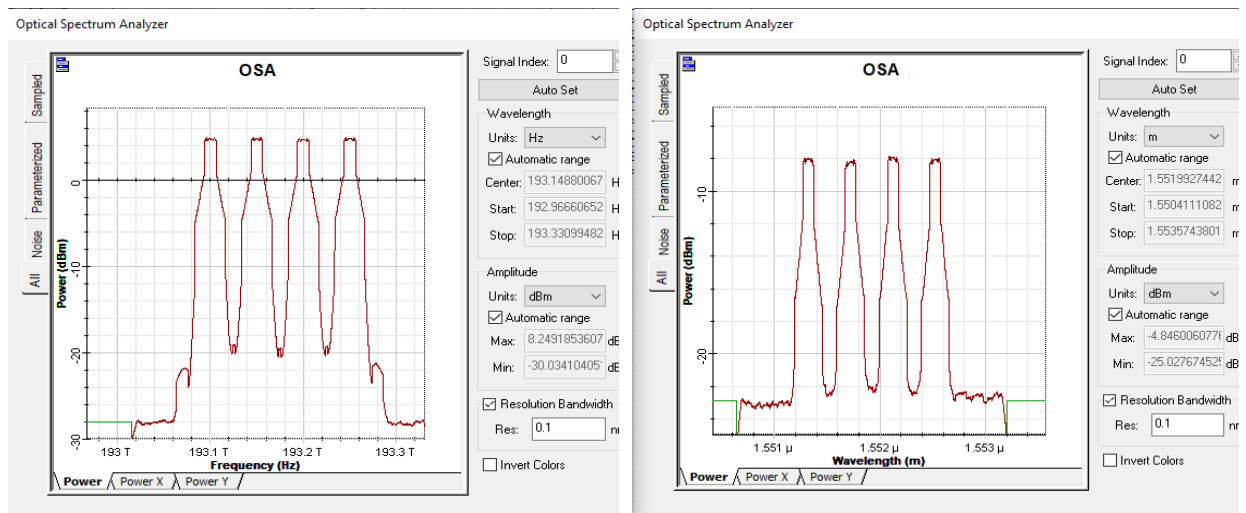 Optical Spectrum Analyzer
OSA
Sampled
Parameterized
Noise
All
Power (dBm)
0
-10
-20
-30
193 T
193.1 T
193.2 T
193.3 T
Frequency (Hz)
Power
Power X
Power Y
Signal Index: 0
Auto Set
Wavelength
Units: Hz
Automatic range
Center: 193.14880067 H
Start: 192.96660652 H
Stop: 193.33099482 H
Amplitude
Units: dBm
Automatic range
Max: 8.2491853607 dB
Min: -30.03410405 dB
Resolution Bandwidth
Res: 0.1
Invert Colors
Optical Spectrum Analyzer
OSA
Sampled
Parameterized
Noise
All
Power (dBm)
-10
-20
1.551 µ
1.552 µ
1.553 µ
Wavelength (m)
Power
Power X
Power Y
Signal Index: 0
Auto Set
Wavelength
Units: m
Automatic range
Center: 1.5519927442 m
Start: 1.5504111082 m
Stop: 1.5535743801 m
Amplitude
Units: dBm
Automatic range
Max: -4.846006077 dB
Min: -25.02767452 dB
Resolution Bandwidth
Res: 0.1
Invert Colors